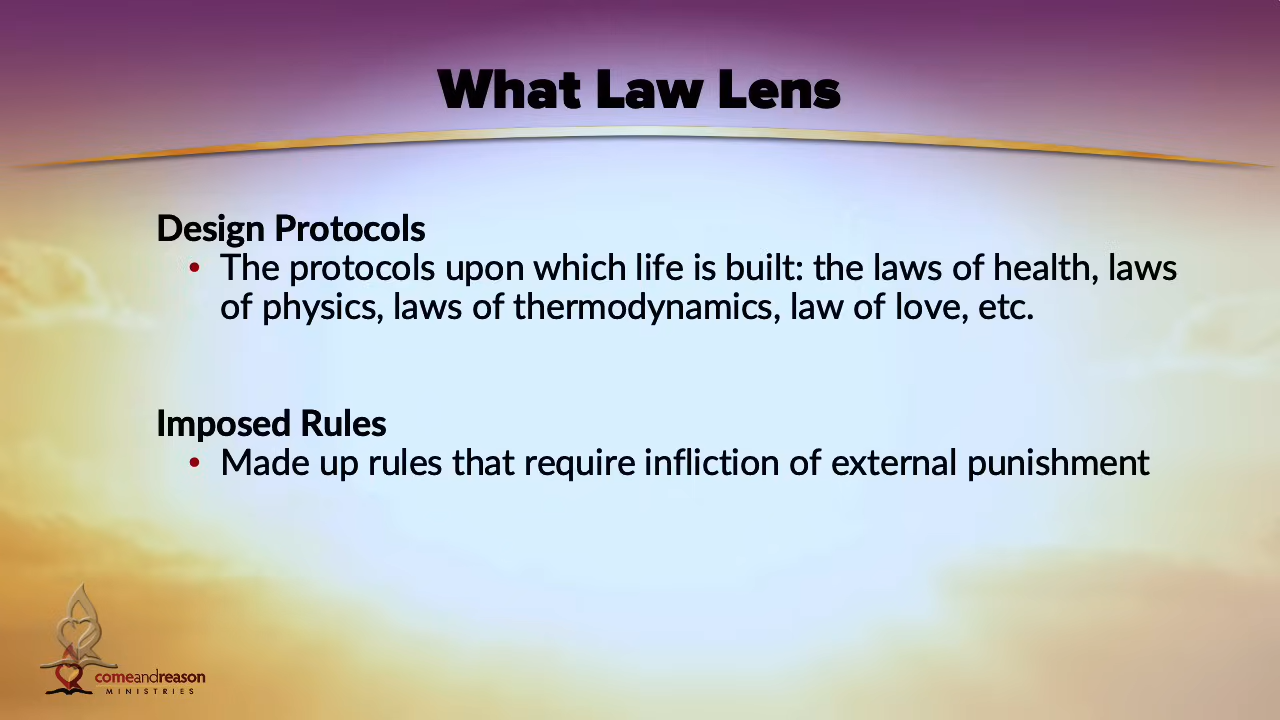 What Law Lens
Design Protocols
• The protocols upon which life is built: the laws of health, laws
of physics, laws of thermodynamics, law of love, etc.
Imposed Rules
• Made up rules that require infliction of external punishment
comeandreason
MINISTRIES